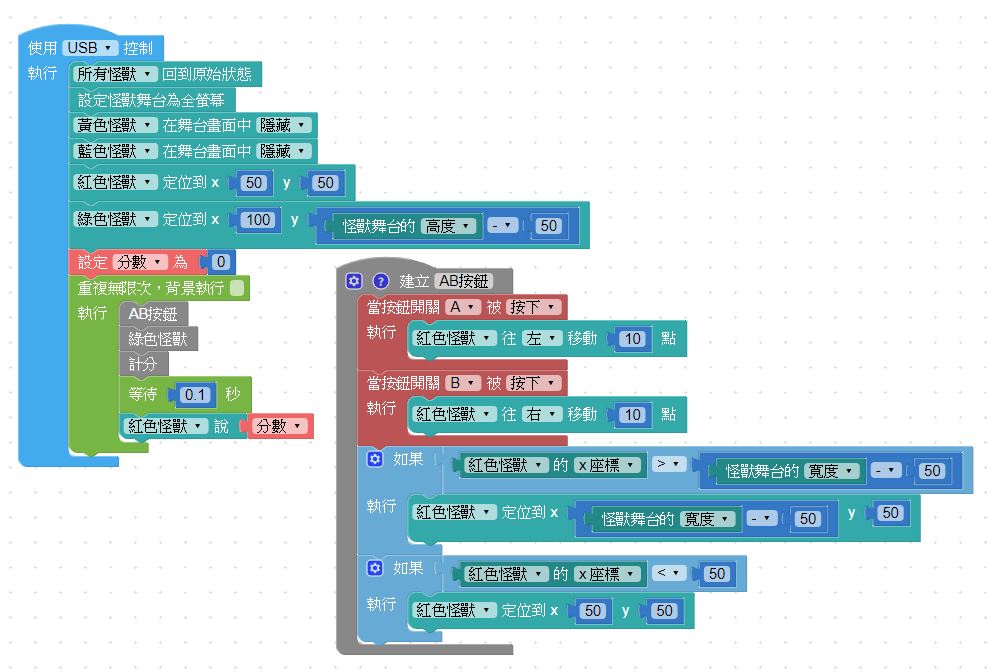 使用 USB 控制
執行 所有怪獸 回到原始狀態
設定怪獸舞台為全螢幕
黃色怪獸 在舞台畫面中 隱藏
藍色怪獸 在舞台畫面中 隱藏
紅色怪獸 定位到 x 50 y 50
綠色怪獸 定位到 x 100 y 怪獸舞台的 高度 - 50
設定 分數 為 0
重複無限次，背景執行
執行 AB按鈕
綠色怪獸
計分
等待 0.1 秒
紅色怪獸 說 分數
? 建立 AB按鈕
當按鈕開關 A 被 按下
執行 紅色怪獸 往 左 移動 10 點
當按鈕開關 B 被 按下
執行 紅色怪獸 往 右 移動 10 點
如果 紅色怪獸 的 x 座標 > 怪獸舞台的 寬度 - 50
執行 紅色怪獸 定位到 x 怪獸舞台的 寬度 - 50 y 50
如果 紅色怪獸 的 x 座標 < 50
執行 紅色怪獸 定位到 x 50 y 50